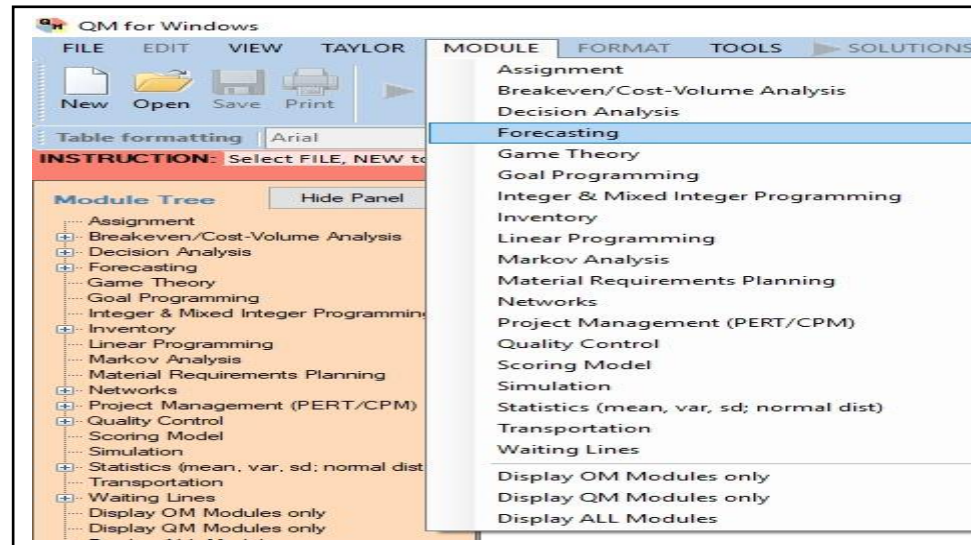 QM for Windows
FILE EDIT VIEW TAYLOR MODULE FORMAT TOOLS SOLUTIONS
New Open Save Print
Table formatting Arial
INSTRUCTION: Select FILE, NEW to
Module Tree Hide Panel
Assignment
Breakeven/Cost-Volume Analysis
Decision Analysis
Forecasting
Game Theory
Goal Programming
Integer & Mixed Integer Programmin
Inventory
Linear Programming
Markov Analysis
Material Requirements Planning
Networks
Project Management (PERT/CPM)
Quality Control
Scoring Model
Simulation
Statistics (mean, var, sd; normal dist
Transportation
Waiting Lines
Display OM Modules only
Display QM Modules only
Assignment
Breakeven/Cost-Volume Analysis
Decision Analysis
Forecasting
Game Theory
Goal Programming
Integer & Mixed Integer Programming
Inventory
Linear Programming
Markov Analysis
Material Requirements Planning
Networks
Project Management (PERT/CPM)
Quality Control
Scoring Model
Simulation
Statistics (mean, var, sd; normal dist)
Transportation
Waiting Lines
Display OM Modules only
Display QM Modules only
Display ALL Modules